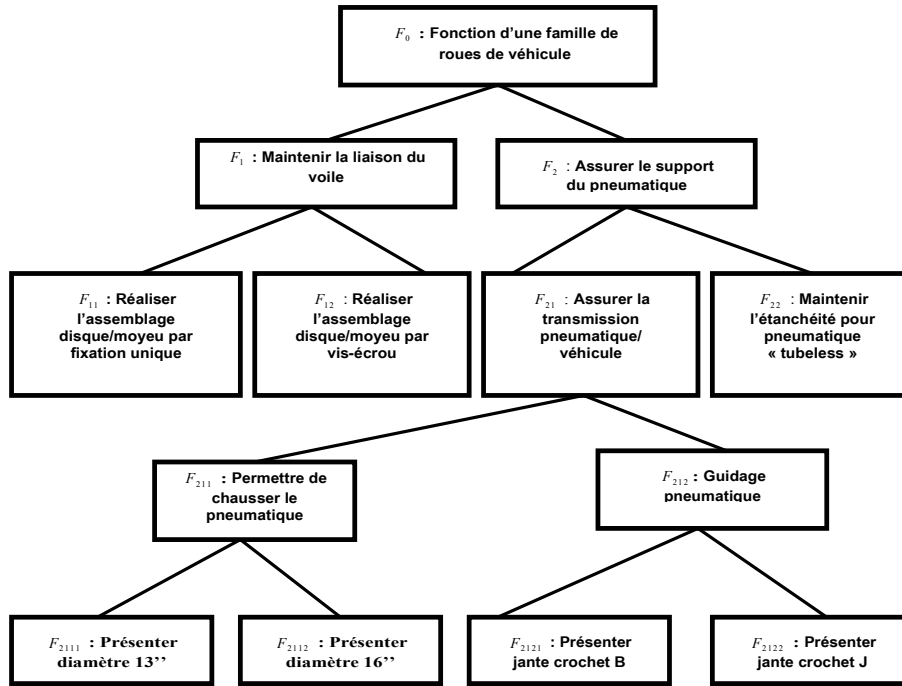 F0 : Fonction d'une famille de
roues de véhicule
F1 : Maintenir la liaison du
voile
F2 : Assurer le support
du pneumatique
F11 : Réaliser
l'assemblage
disque/moyeu par
fixation unique
F12 : Réaliser
l'assemblage
disque/moyeu par
vis-écrou
F21 : Assurer la
transmission
pneumatique/
véhicule
F22 : Maintenir
l'étanchéité pour
pneumatique
« tubeless »
F211 : Permettre de
chausser le
pneumatique
F212 : Guidage
pneumatique
F2111 : Présenter
diamètre 13’’
F2112 : Présenter
diamètre 16’’
F2121 : Présenter
jante crochet B
F2122 : Présenter
jante crochet J